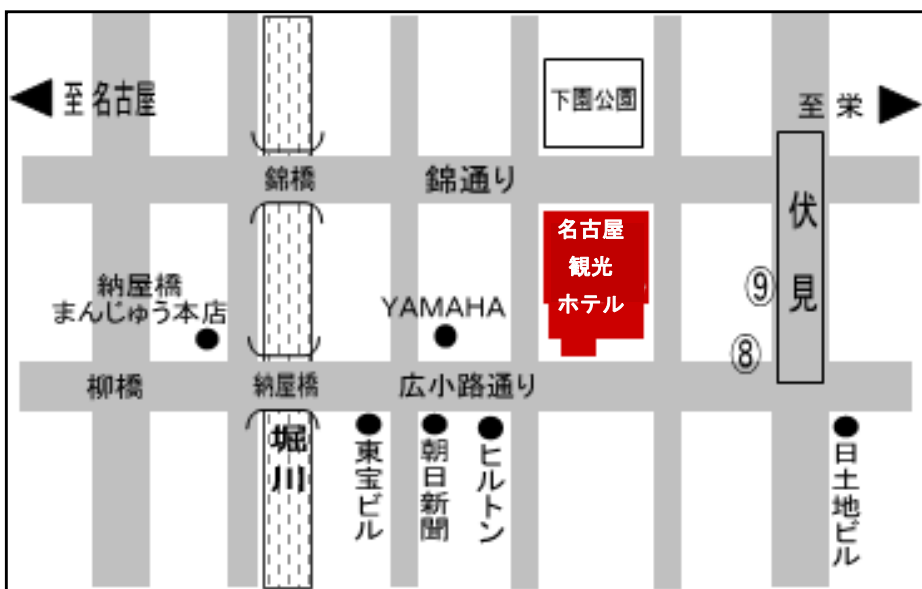 至 名古屋
下園公園
至 栄
錦橋
錦通り
伏見
名古屋
観光
ホテル
納屋橋
まんじゅう本店
YAMAHA
⑨
⑧
柳橋
納屋橋
広小路通り
堀川
東宝ビル
朝日新聞
ヒルトン
日土地ビル